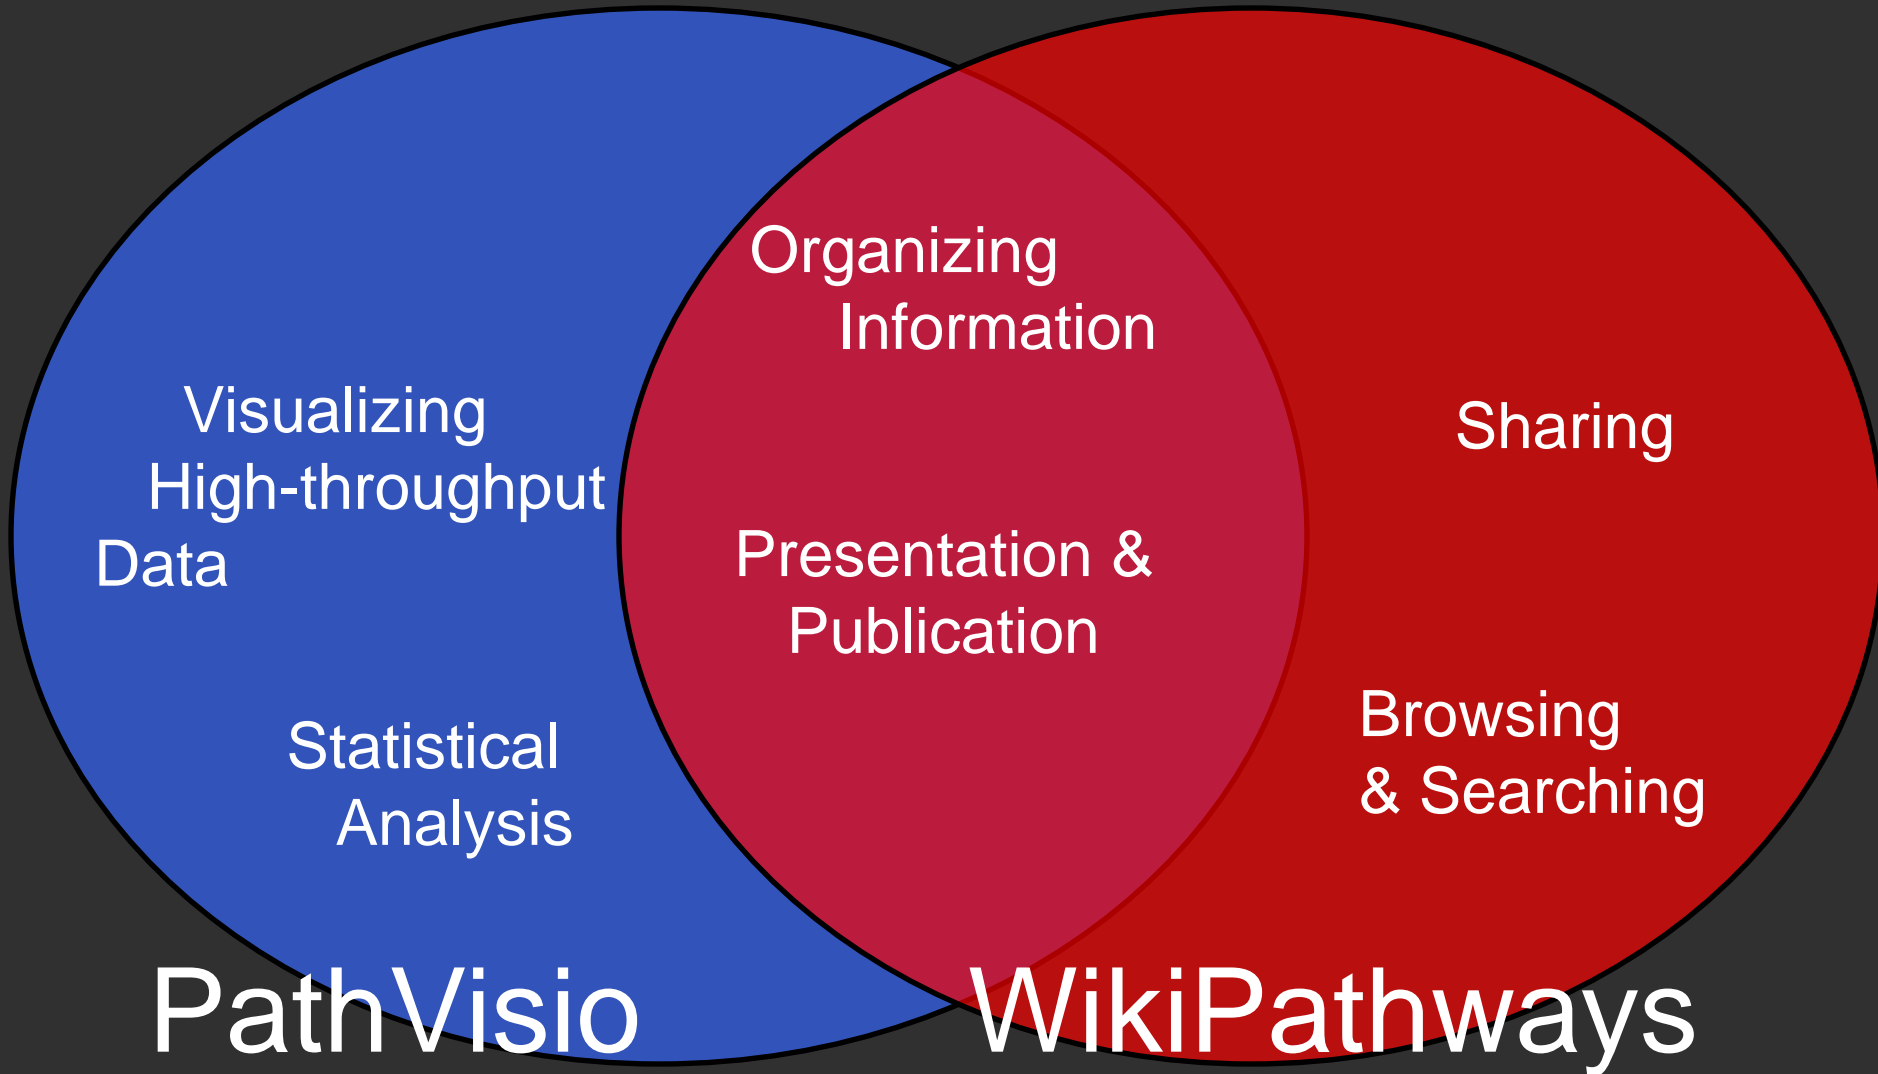 Organizing
Information
Visualizing
High-throughput
Data
Sharing
Presentation &
Publication
Statistical
Analysis
Browsing
& Searching
PathVisio
WikiPathways